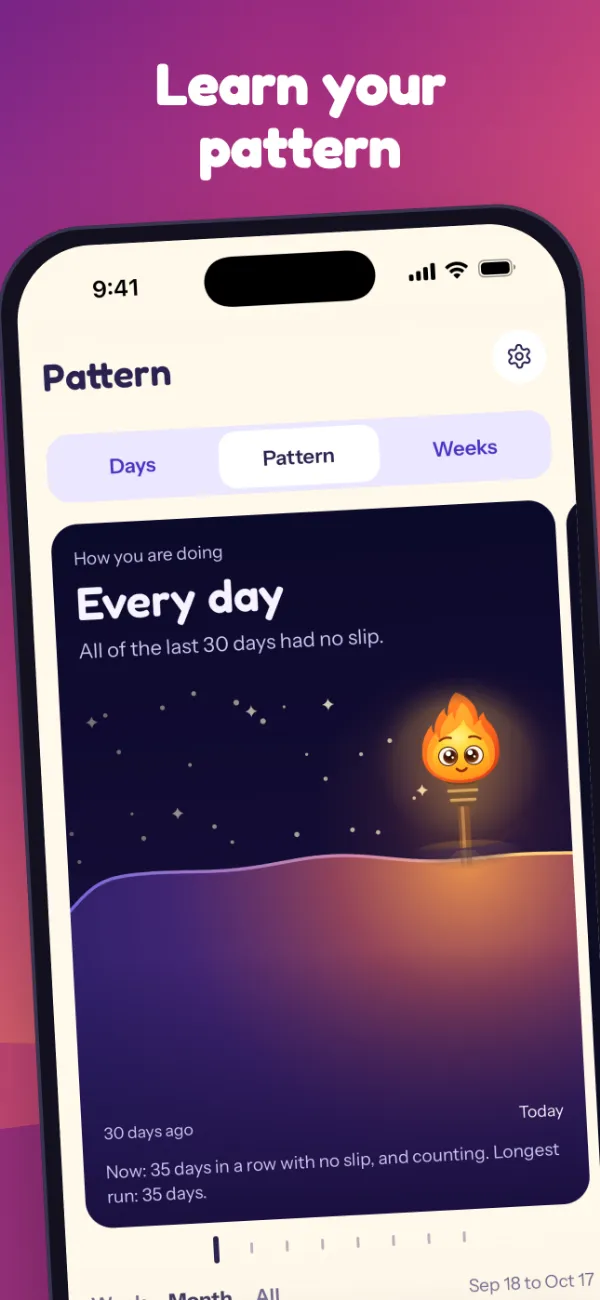 Learn your
pattern
9:41
Pattern
Days
Pattern
Weeks
How you are doing
Every day
All of the last 30 days had no slip.
30 days ago
Today
Now: 35 days in a row with no slip, and counting. Longest
run: 35 days.
Month
All
Sep 18 to Oct 17